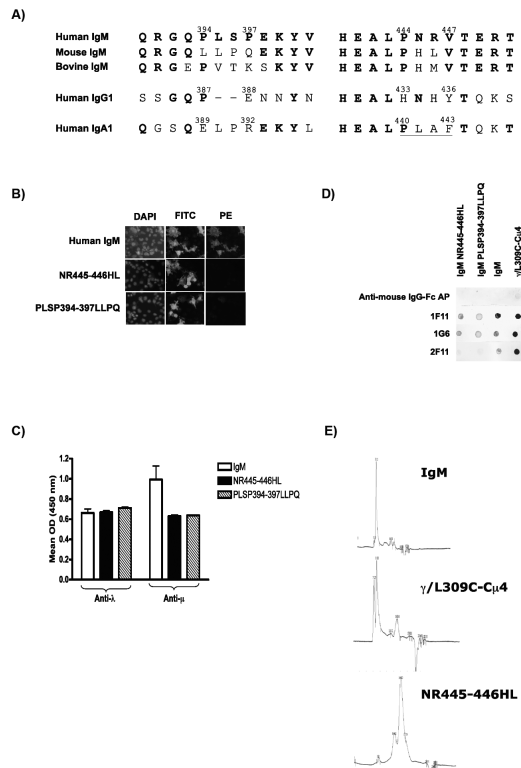 A)
394 397 444 447
Human IgM Q R G Q P L S P E K Y V H E A L P N R V T E R T
Mouse IgM Q R G Q L L P Q E K Y V H E A L P H L V T E R T
Bovine IgM Q R G E P V T K S K Y V H E A L P H M V T E R T
387 388 433 436
Human IgG1 S S G Q P - - E N N Y N H E A L H N H Y T Q K S
389 392 440 443
Human IgA1 Q G S Q E L P R E K Y L H E A L P L A F T Q K T
B)
DAPI FITC PE
Human IgM
NR445-446HL
PLSP394-397LLPQ
D)
IgM NR445-446HL
IgM PLSP394-397LLPQ
IgM
γ/L309C-Cμ4
Anti-mouse IgG-Fc AP
1F11
1G6
2F11
C)
Mean OD (450 nm)
1.2
1.0
0.8
0.6
0.4
0.2
0.0
Anti-λ Anti-μ
IgM
NR445-446HL
PLSP394-397LLPQ
E)
IgM
γ/L309C-Cμ4
NR445-446HL